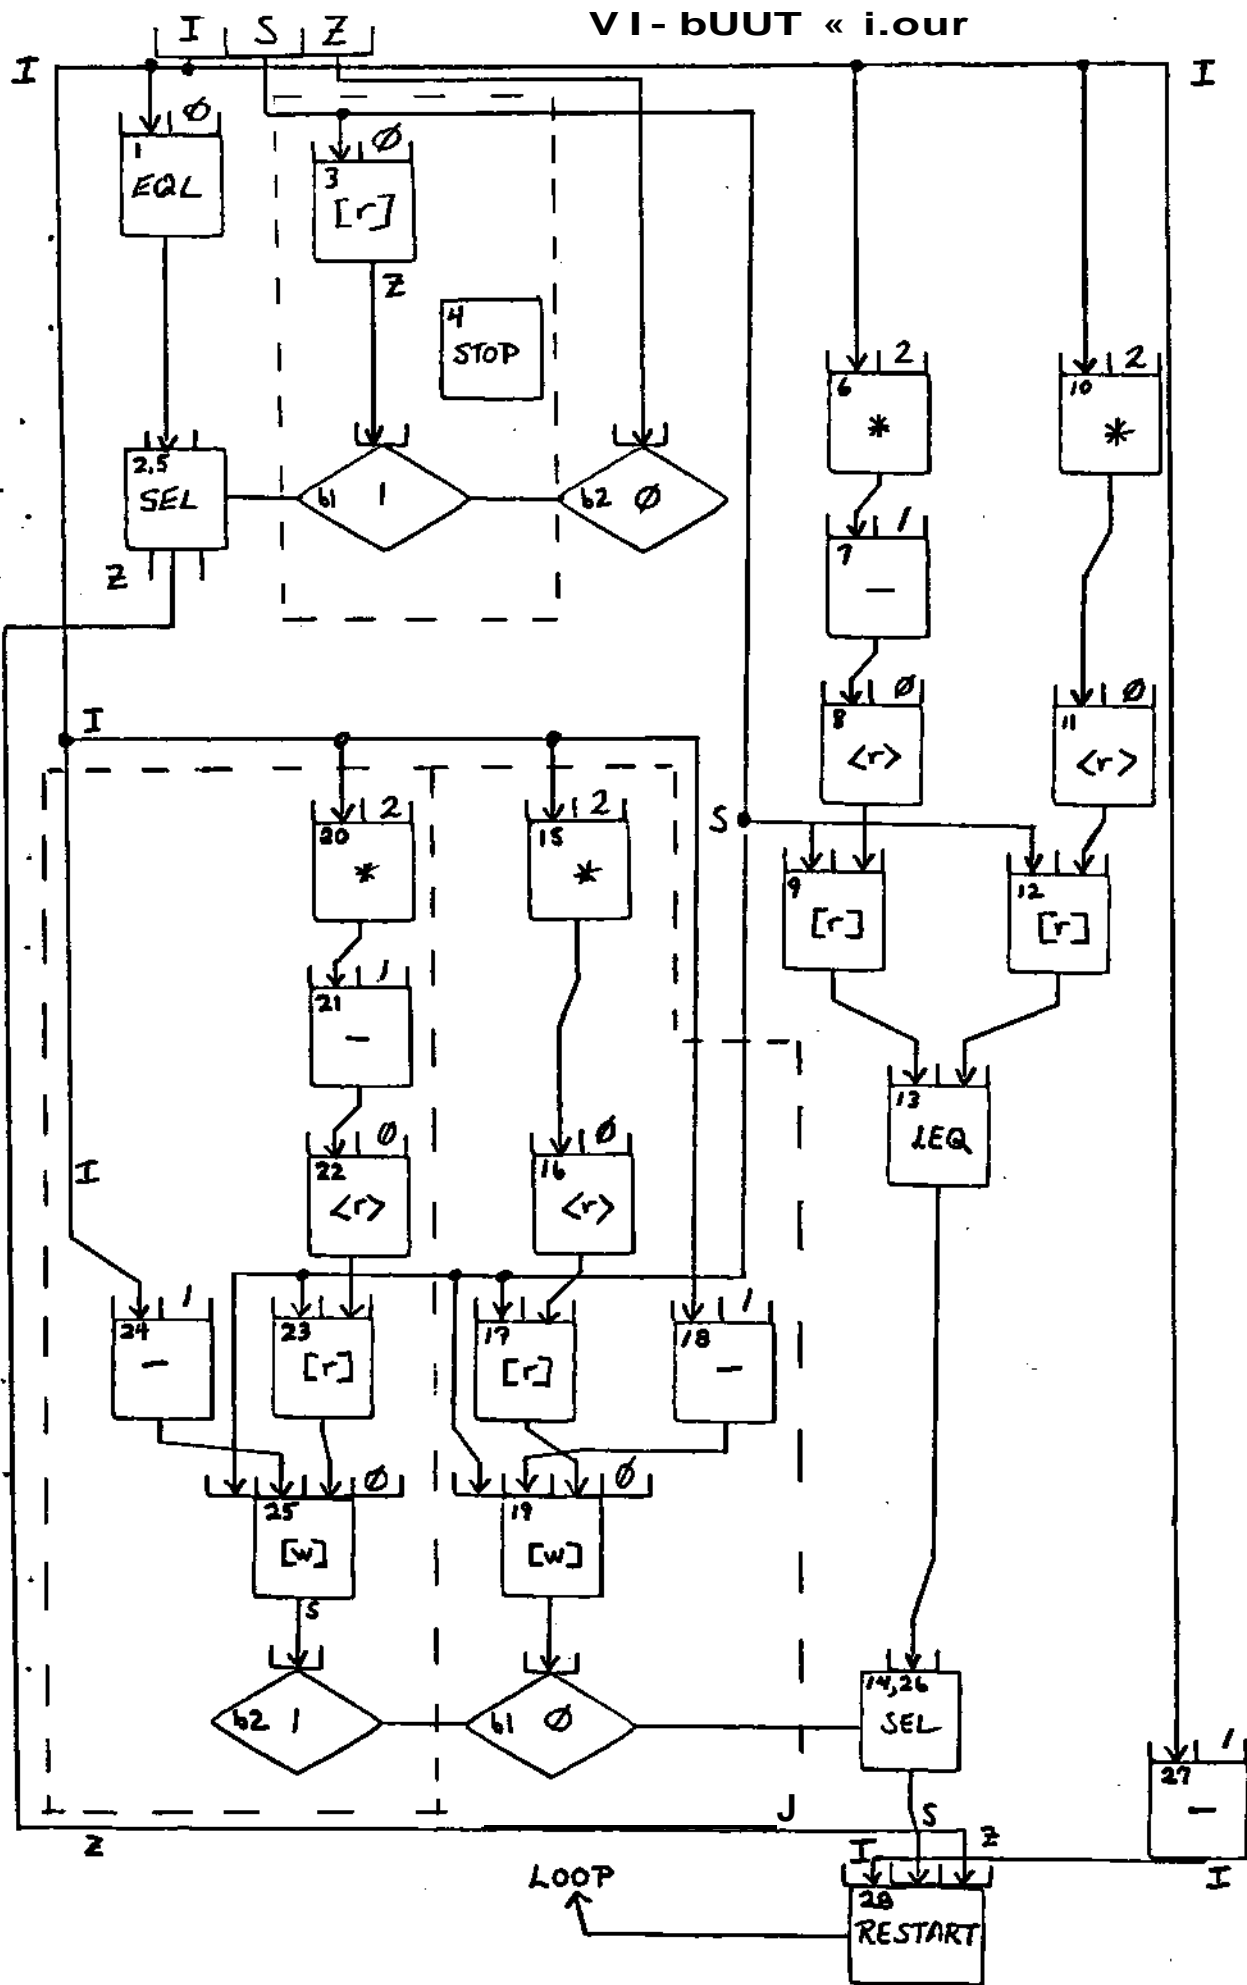 VI- bUUT « i.our
I S Z
I I
Ø
1
EQL
Ø
3
[r]
Z
4
STOP
2,5
SEL
b1 1
b2 Ø
Z
2
6
*
2
10
*
1
7
−
Ø
8
<r>
Ø
11
<r>
I
S
2
20
*
2
15
*
9
[r]
12
[r]
1
21
−
13
LEQ
Ø
22
<r>
Ø
16
<r>
I
1
24
−
23
[r]
17
[r]
1
18
−
Ø
25
[w]
Ø
19
[w]
S
b2 1
b1 Ø
14,26
SEL
1
27
−
J
S
Z
Z
I
I
LOOP
28
RESTART